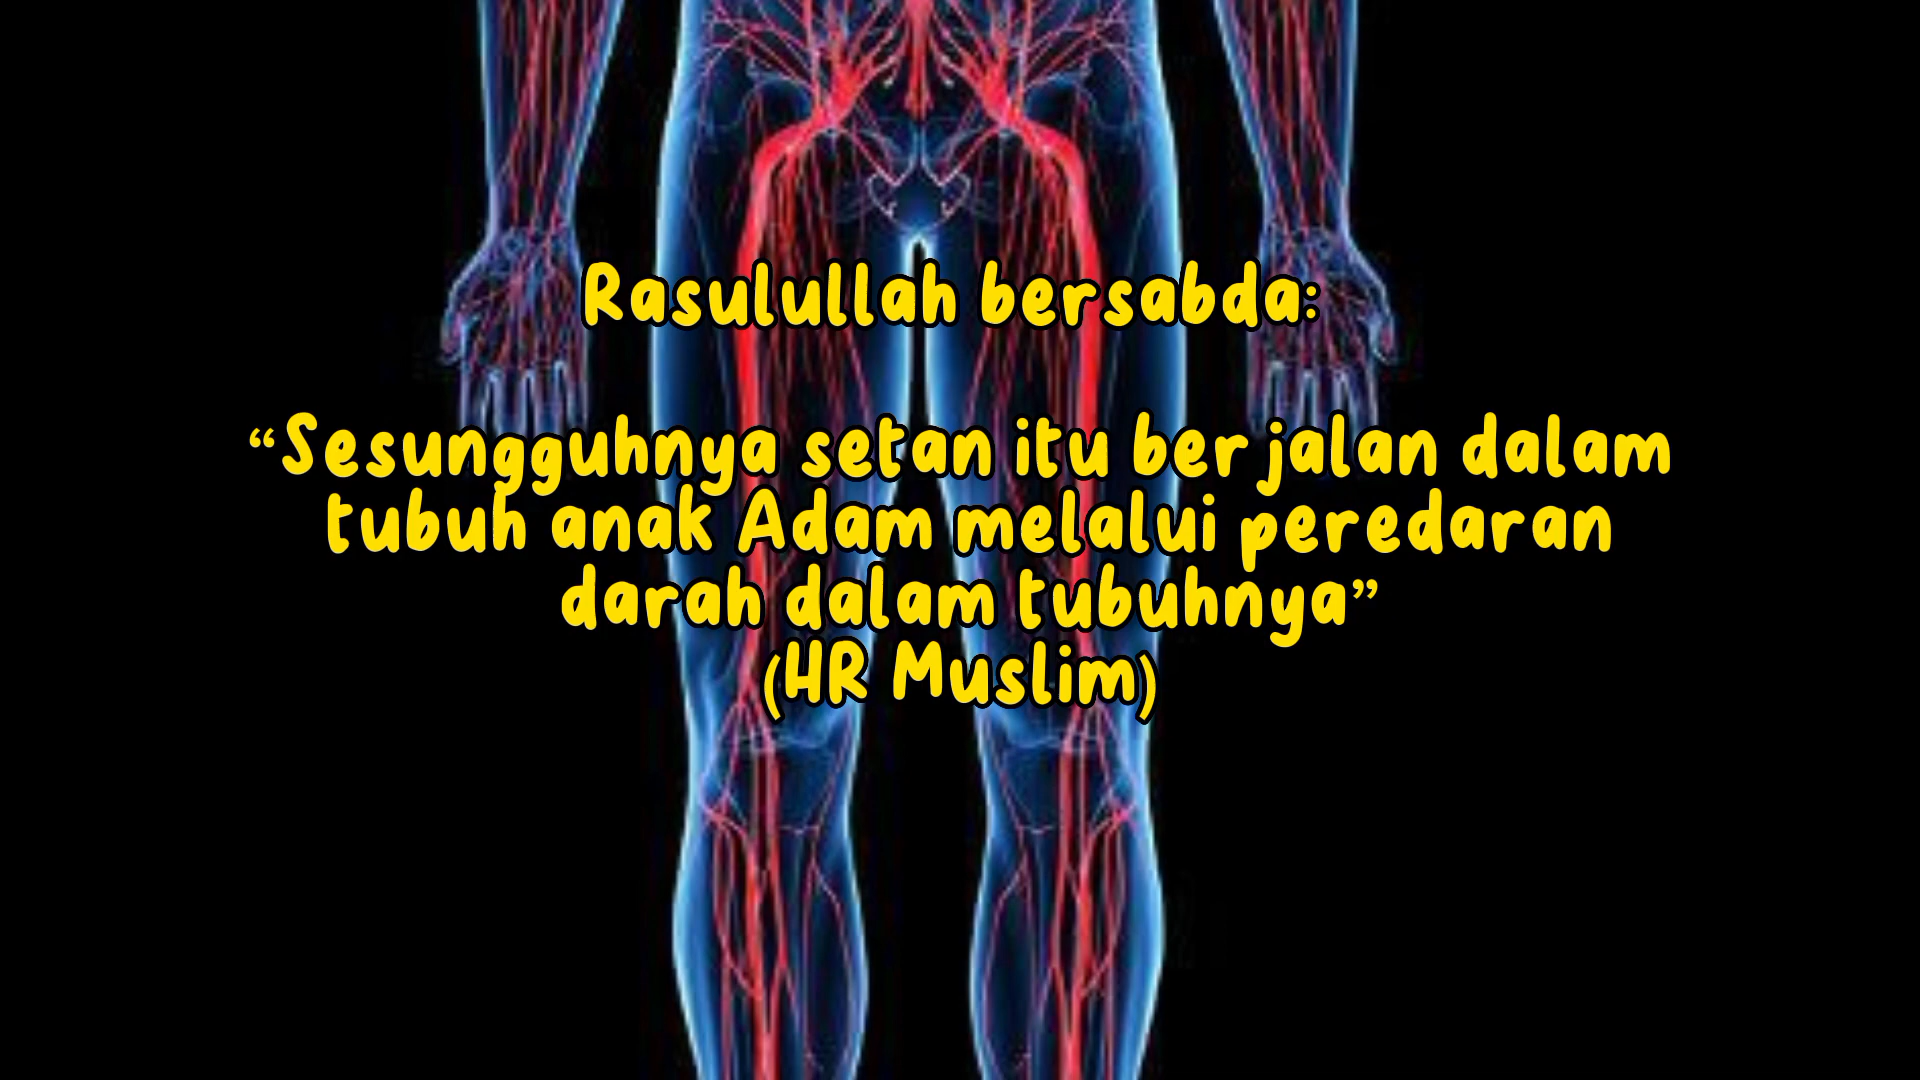 Rasulullah bersabda:
“Sesungguhnya setan itu berjalan dalam
tubuh anak Adam melalui peredaran
darah dalam tubuhnya”
(HR Muslim)